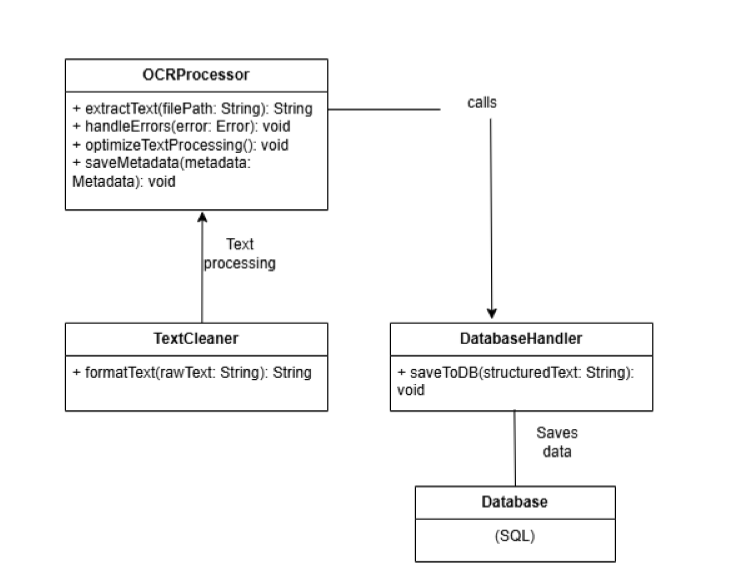 OCRProcessor
+ extractText(filePath: String): String
+ handleErrors(error: Error): void
+ optimizeTextProcessing(): void
+ saveMetadata(metadata:
Metadata): void
calls
Text
processing
TextCleaner
+ formatText(rawText: String): String
DatabaseHandler
+ saveToDB(structuredText: String):
void
Saves
data
Database
(SQL)